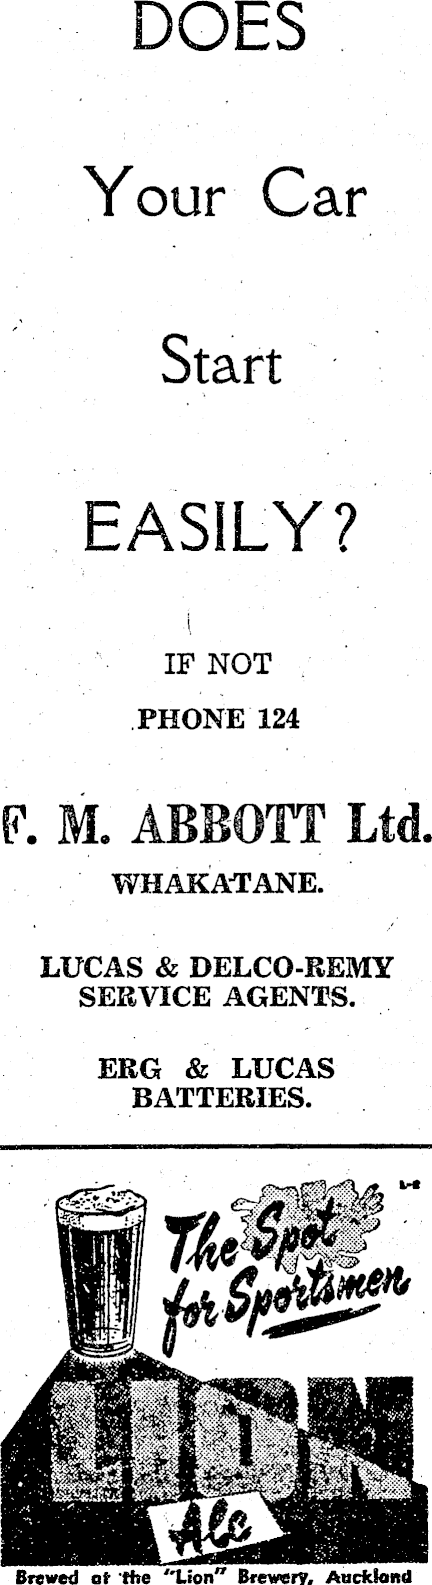 DOES
Your Car
Start
EASILY?
IF NOT
PHONE 124
F. M. ABBOTT Ltd.
WHAKATANE.
LUCAS & DELCO-REMY
SERVICE AGENTS.
ERG & LUCAS
BATTERIES.
L-2
The Spot
for Sportsmen
LION
Ale
Brewed at the "Lion" Brewery, Auckland